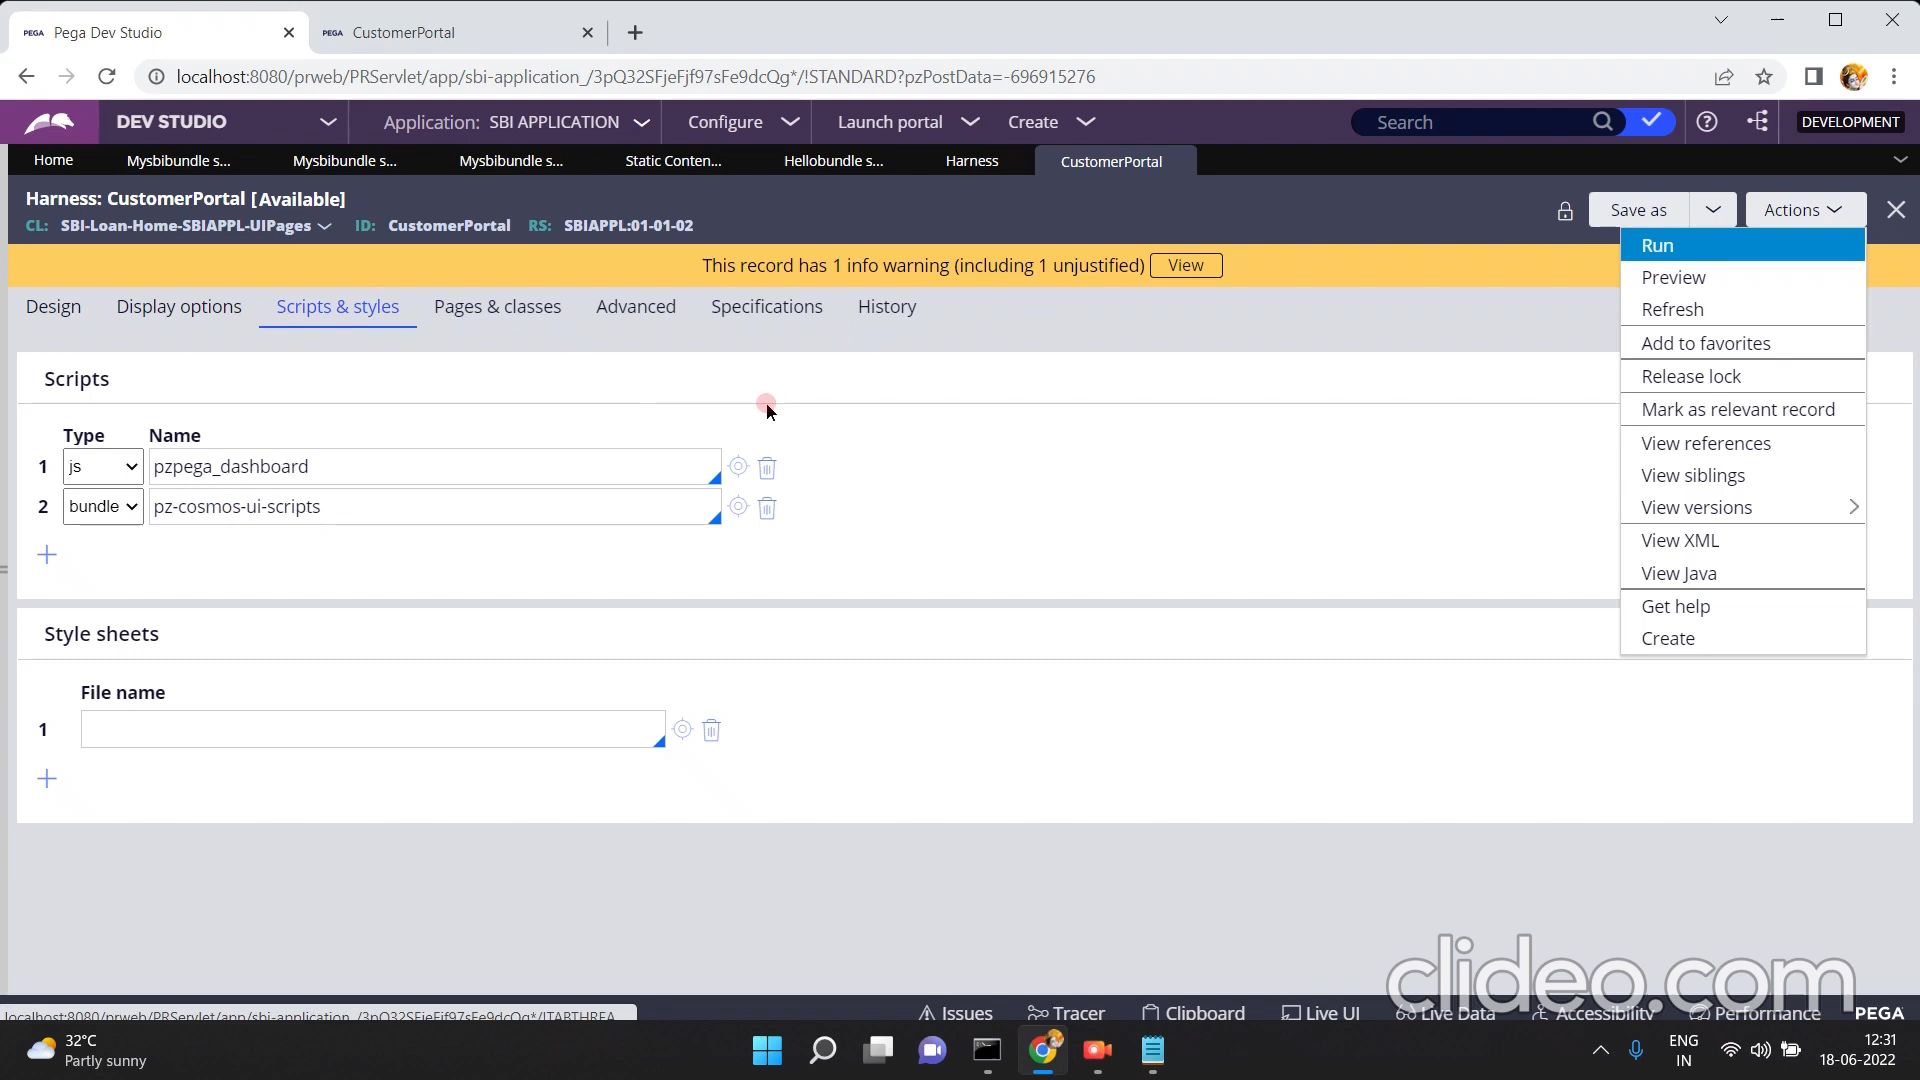 PEGA Pega Dev Studio
PEGA CustomerPortal
localhost:8080/prweb/PRServlet/app/sbi-application_/3pQ32SFjeFjf97sFe9dcQg*/!STANDARD?pzPostData=-696915276
DEV STUDIO
Application: SBI APPLICATION
Configure
Launch portal
Create
Search
DEVELOPMENT
Home
Mysbibundle s...
Mysbibundle s...
Mysbibundle s...
Static Conten...
Hellobundle s...
Harness
CustomerPortal
Harness: CustomerPortal [Available]
CL: SBI-Loan-Home-SBIAPPL-UIPages ID: CustomerPortal RS: SBIAPPL:01-01-02
Save as
Actions
This record has 1 info warning (including 1 unjustified) View
Design
Display options
Scripts & styles
Pages & classes
Advanced
Specifications
History
Run
Preview
Refresh
Add to favorites
Release lock
Mark as relevant record
View references
View siblings
View versions
View XML
View Java
Get help
Create
Scripts
Type Name
1 js pzpega_dashboard
2 bundle pz-cosmos-ui-scripts
Style sheets
File name
1
clideo.com
Issues
Tracer
Clipboard
Live UI
Live Data
Accessibility
Performance
PEGA
32°C
Partly sunny
ENG
IN
12:31
18-06-2022